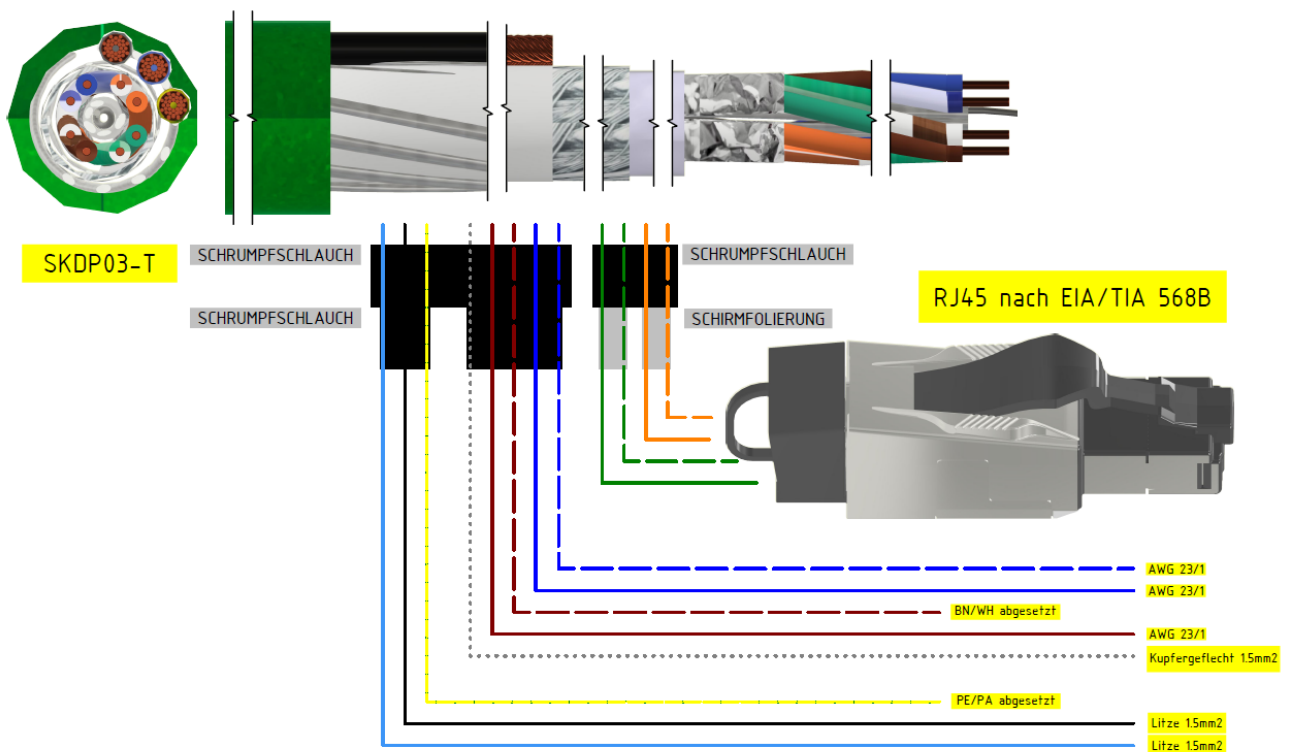 SKDP03-T
SCHRUMPFSCHLAUCH
SCHRUMPFSCHLAUCH
SCHRUMPFSCHLAUCH
SCHIRMFOLIERUNG
RJ45 nach EIA/TIA 568B
AWG 23/1
AWG 23/1
BN/WH abgesetzt
AWG 23/1
Kupfergeflecht 1.5mm2
PE/PA abgesetzt
Litze 1.5mm2
Litze 1.5mm2